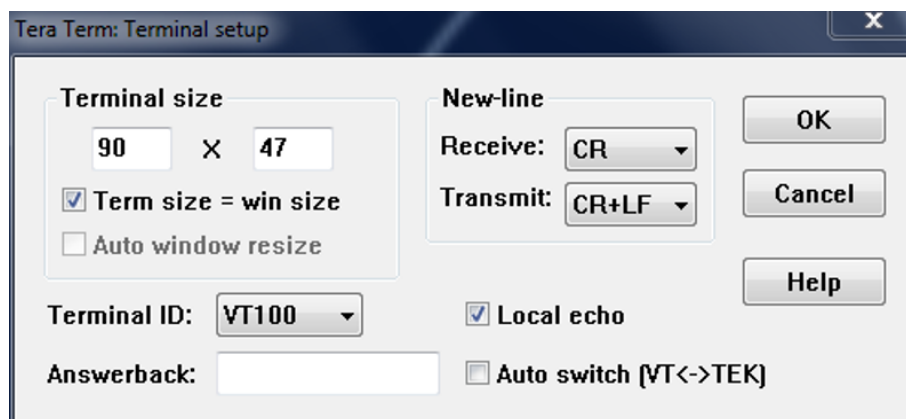 Tera Term: Terminal setup
X
Terminal size
90 X 47
Term size = win size
Auto window resize
New-line
Receive: CR
Transmit: CR+LF
OK
Cancel
Help
Terminal ID: VT100
Local echo
Answerback:
Auto switch (VT<->TEK)